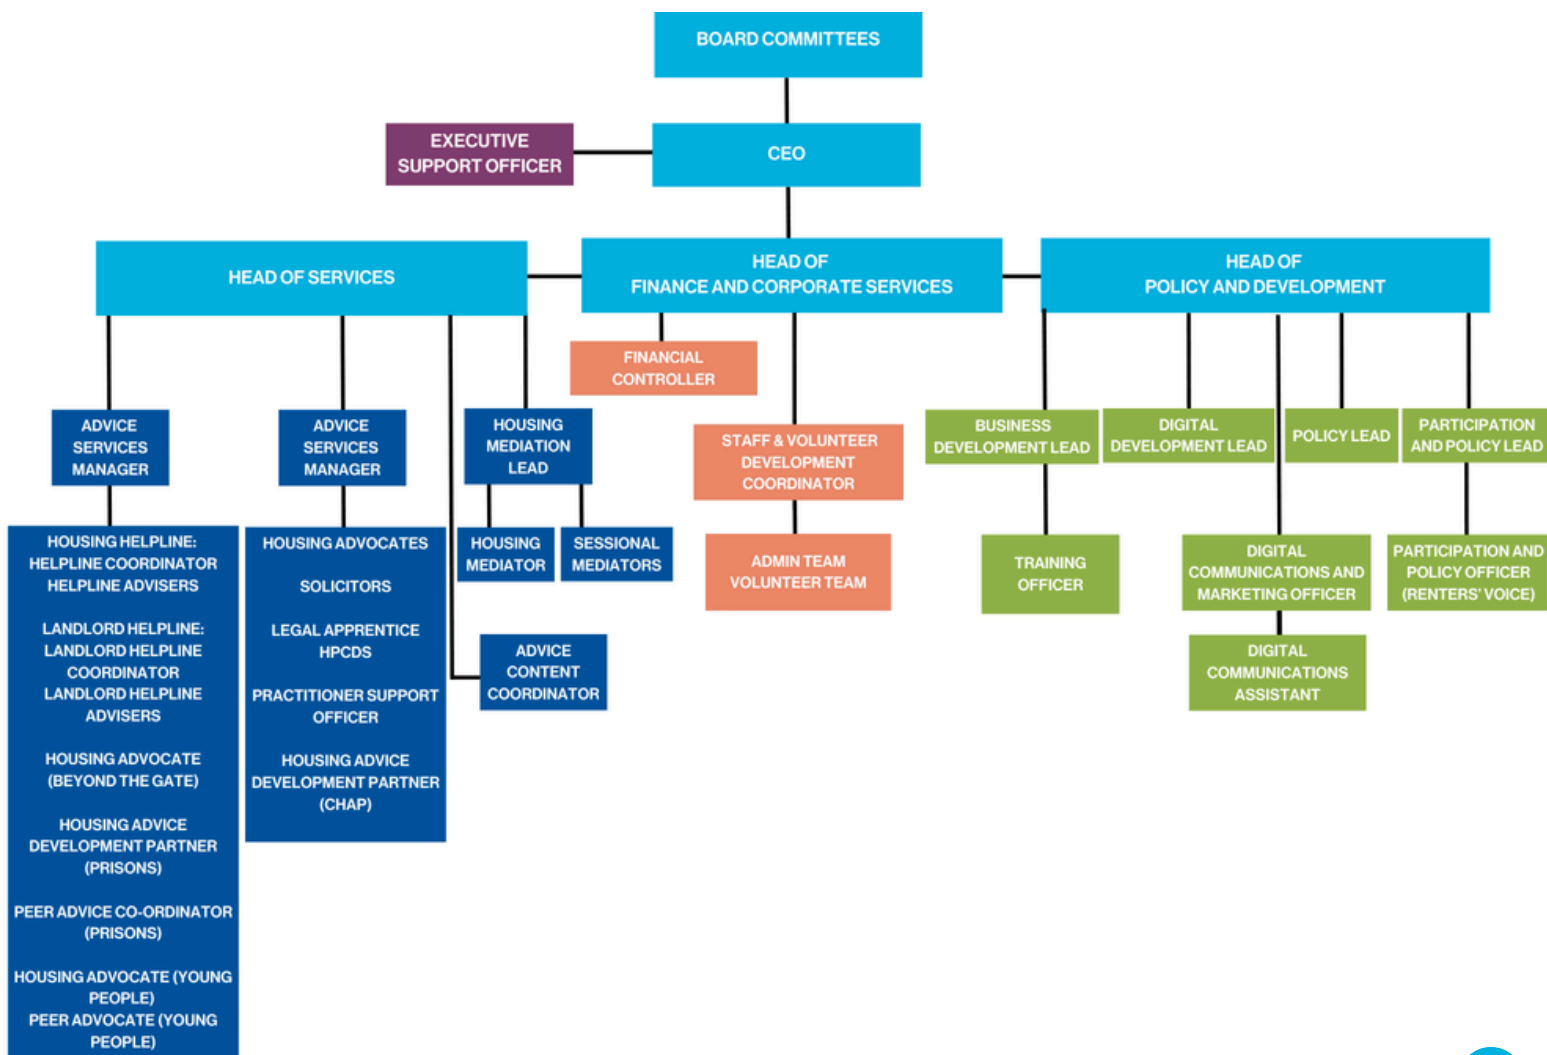 BOARD COMMITTEES
EXECUTIVE
SUPPORT OFFICER
CEO
HEAD OF SERVICES
HEAD OF
FINANCE AND CORPORATE SERVICES
HEAD OF
POLICY AND DEVELOPMENT
FINANCIAL
CONTROLLER
ADVICE
SERVICES
MANAGER
ADVICE
SERVICES
MANAGER
HOUSING
MEDIATION
LEAD
STAFF & VOLUNTEER
DEVELOPMENT
COORDINATOR
BUSINESS
DEVELOPMENT LEAD
DIGITAL
DEVELOPMENT LEAD
POLICY LEAD
PARTICIPATION
AND POLICY LEAD
HOUSING HELPLINE:
HELPLINE COORDINATOR
HELPLINE ADVISERS
LANDLORD HELPLINE:
LANDLORD HELPLINE
COORDINATOR
LANDLORD HELPLINE
ADVISERS
HOUSING ADVOCATE
(BEYOND THE GATE)
HOUSING ADVICE
DEVELOPMENT PARTNER
(PRISONS)
PEER ADVICE CO-ORDINATOR
(PRISONS)
HOUSING ADVOCATE (YOUNG
PEOPLE)
PEER ADVOCATE (YOUNG
PEOPLE)
HOUSING ADVOCATES
SOLICITORS
LEGAL APPRENTICE
HPCDS
PRACTITIONER SUPPORT
OFFICER
HOUSING ADVICE
DEVELOPMENT PARTNER
(CHAP)
HOUSING
MEDIATOR
SESSIONAL
MEDIATORS
ADVICE
CONTENT
COORDINATOR
ADMIN TEAM
VOLUNTEER TEAM
TRAINING
OFFICER
DIGITAL
COMMUNICATIONS AND
MARKETING OFFICER
PARTICIPATION AND
POLICY OFFICER
(RENTERS' VOICE)
DIGITAL
COMMUNICATIONS
ASSISTANT